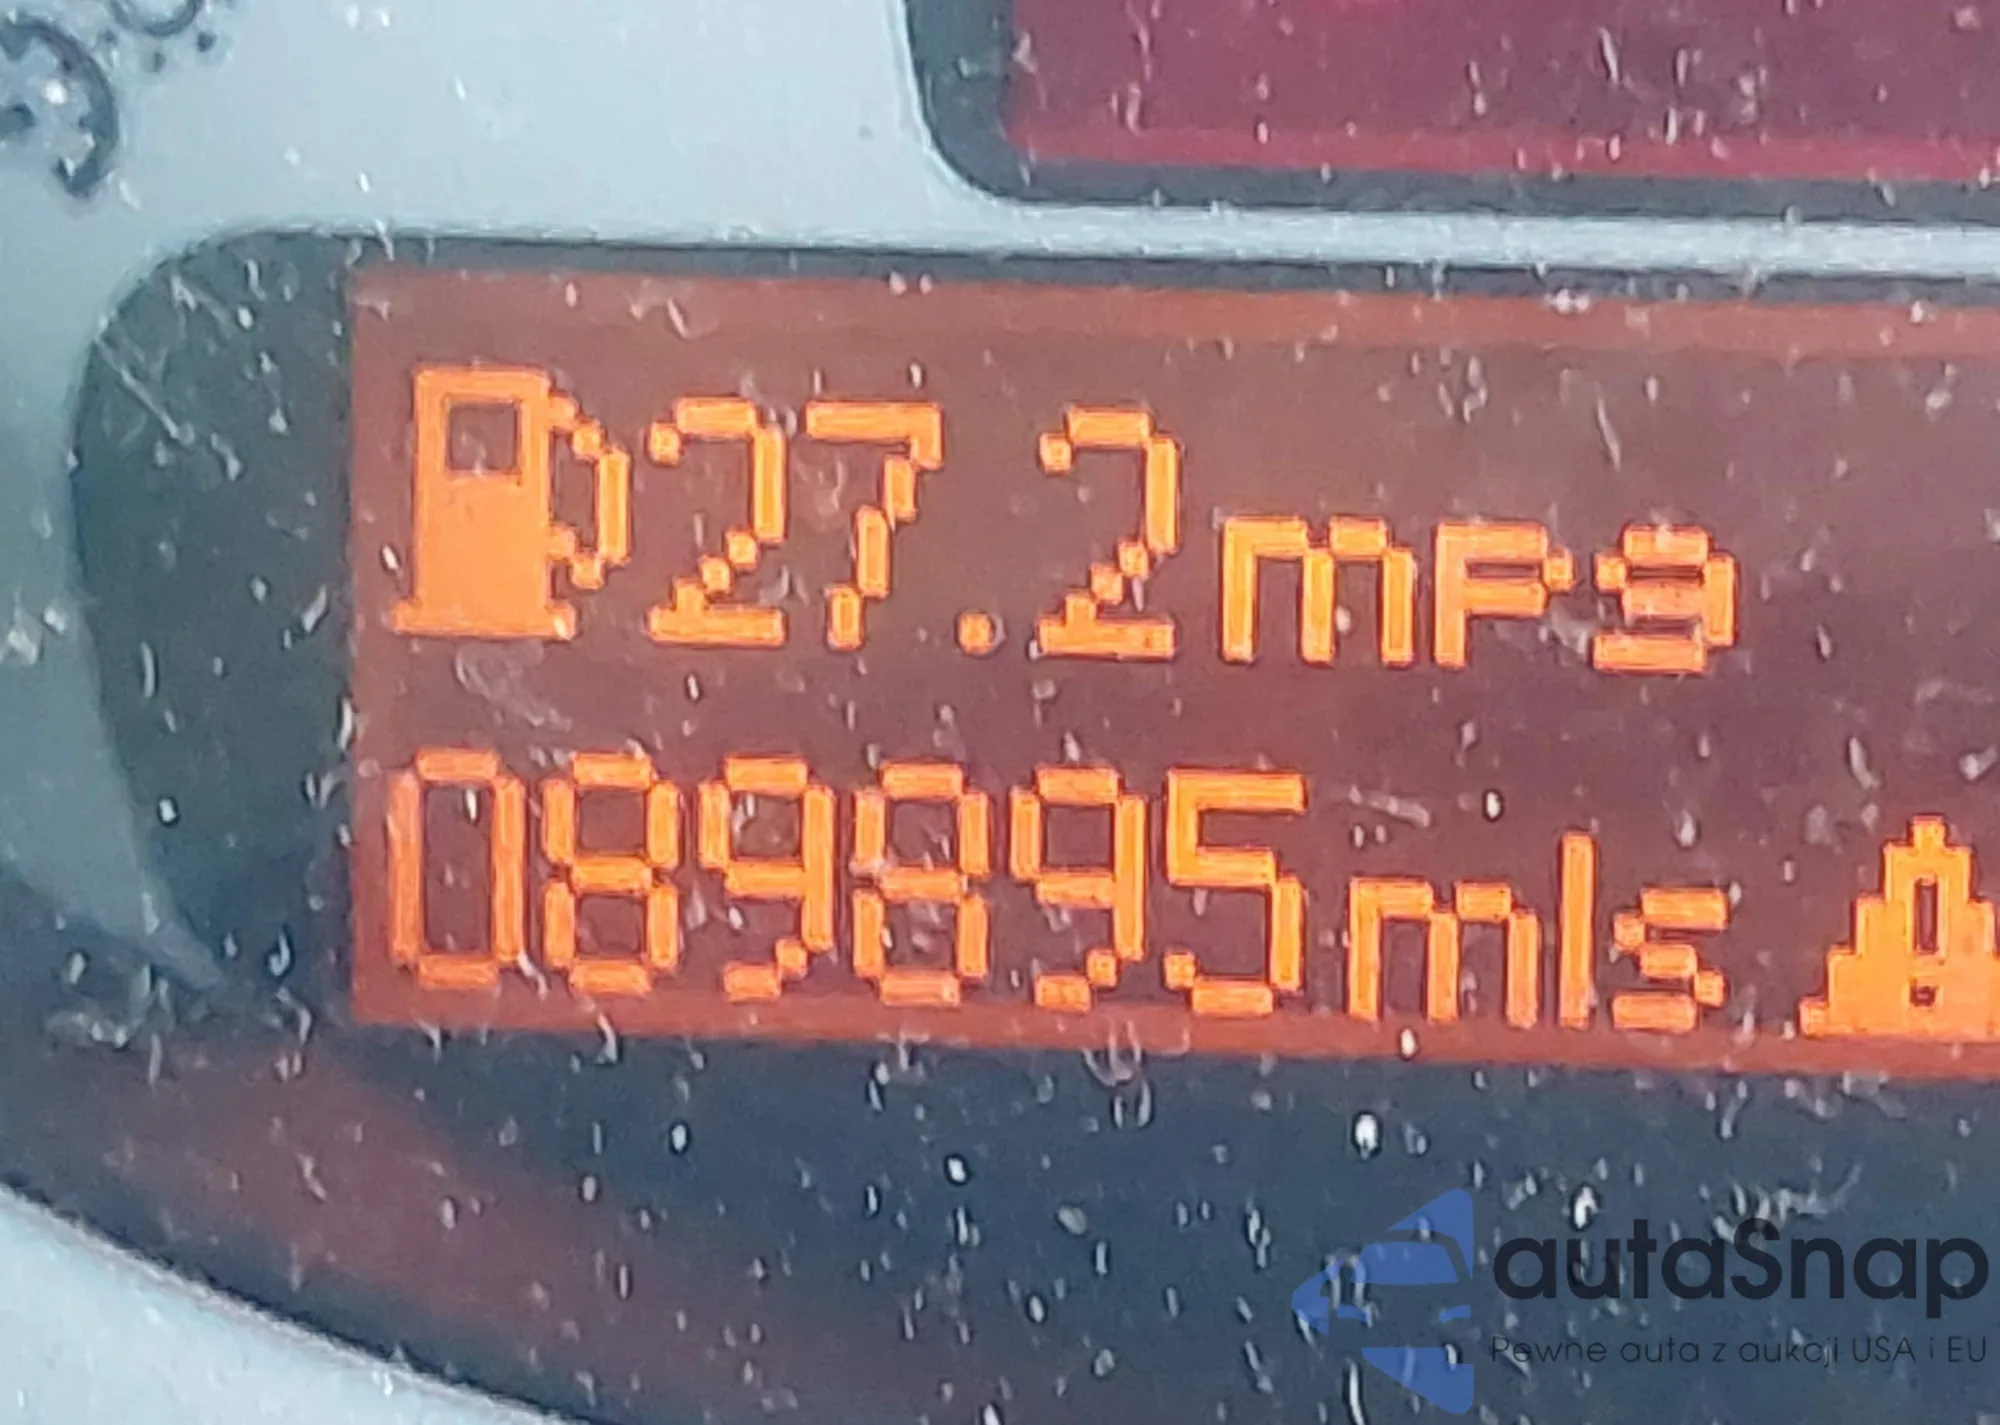 27.2mpg
089895mls
autaSnap
Pewne auta z aukcji USA i EU